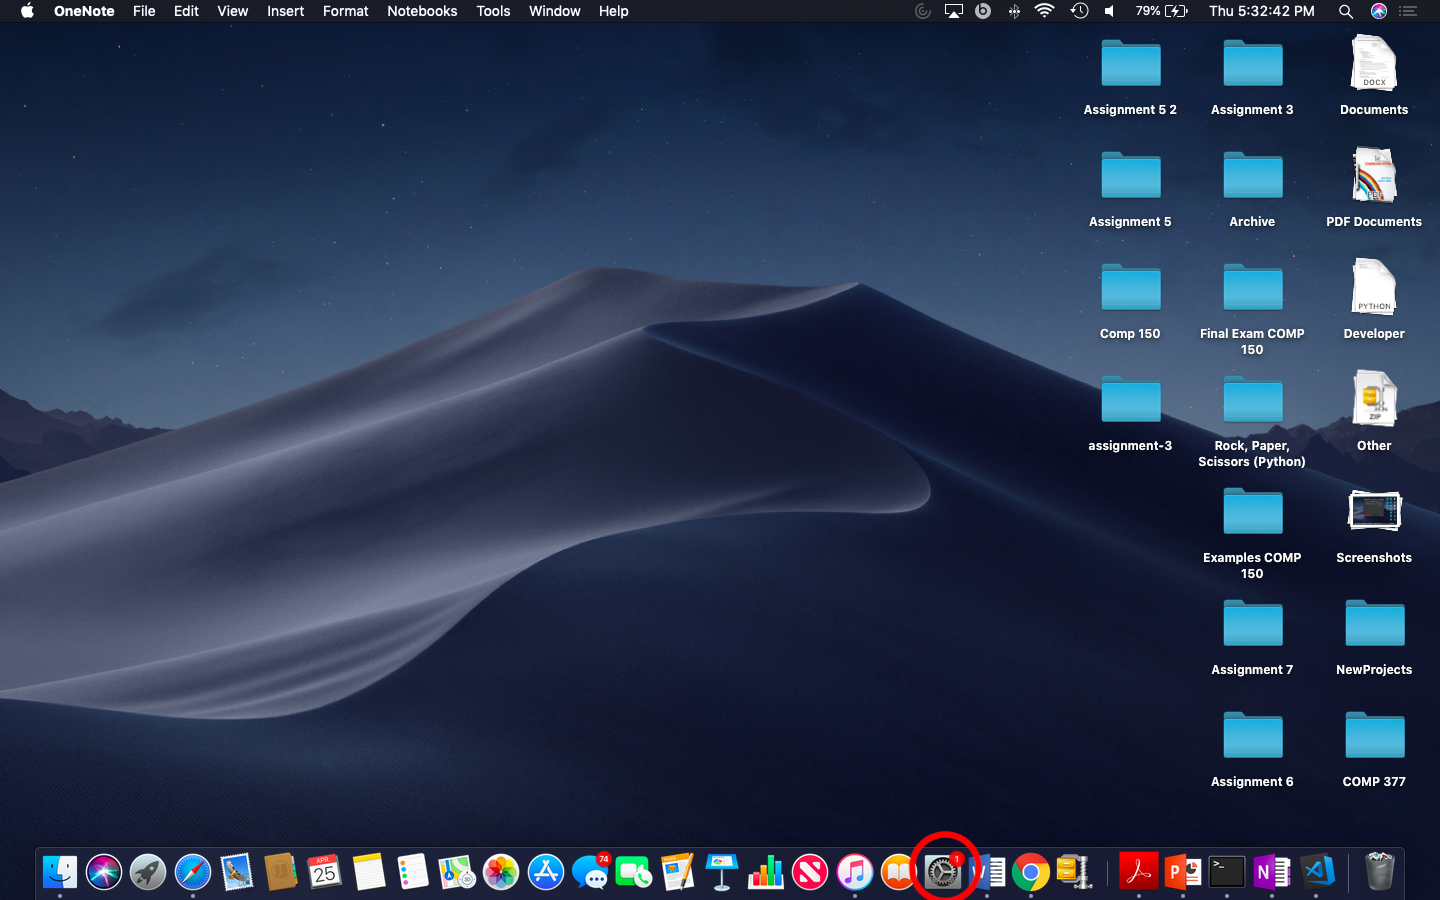 OneNote File Edit View Insert Format Notebooks Tools Window Help 79% Thu 5:32:42 PM
Assignment 5 2 Assignment 3 Documents
DOCX
Assignment 5 Archive PDF Documents
PDF
Comp 150 Final Exam COMP 150 Developer
PYTHON
assignment-3 Rock, Paper, Scissors (Python) Other
ZIP
Examples COMP 150 Screenshots
Assignment 7 NewProjects
Assignment 6 COMP 377
APR
25
74
1